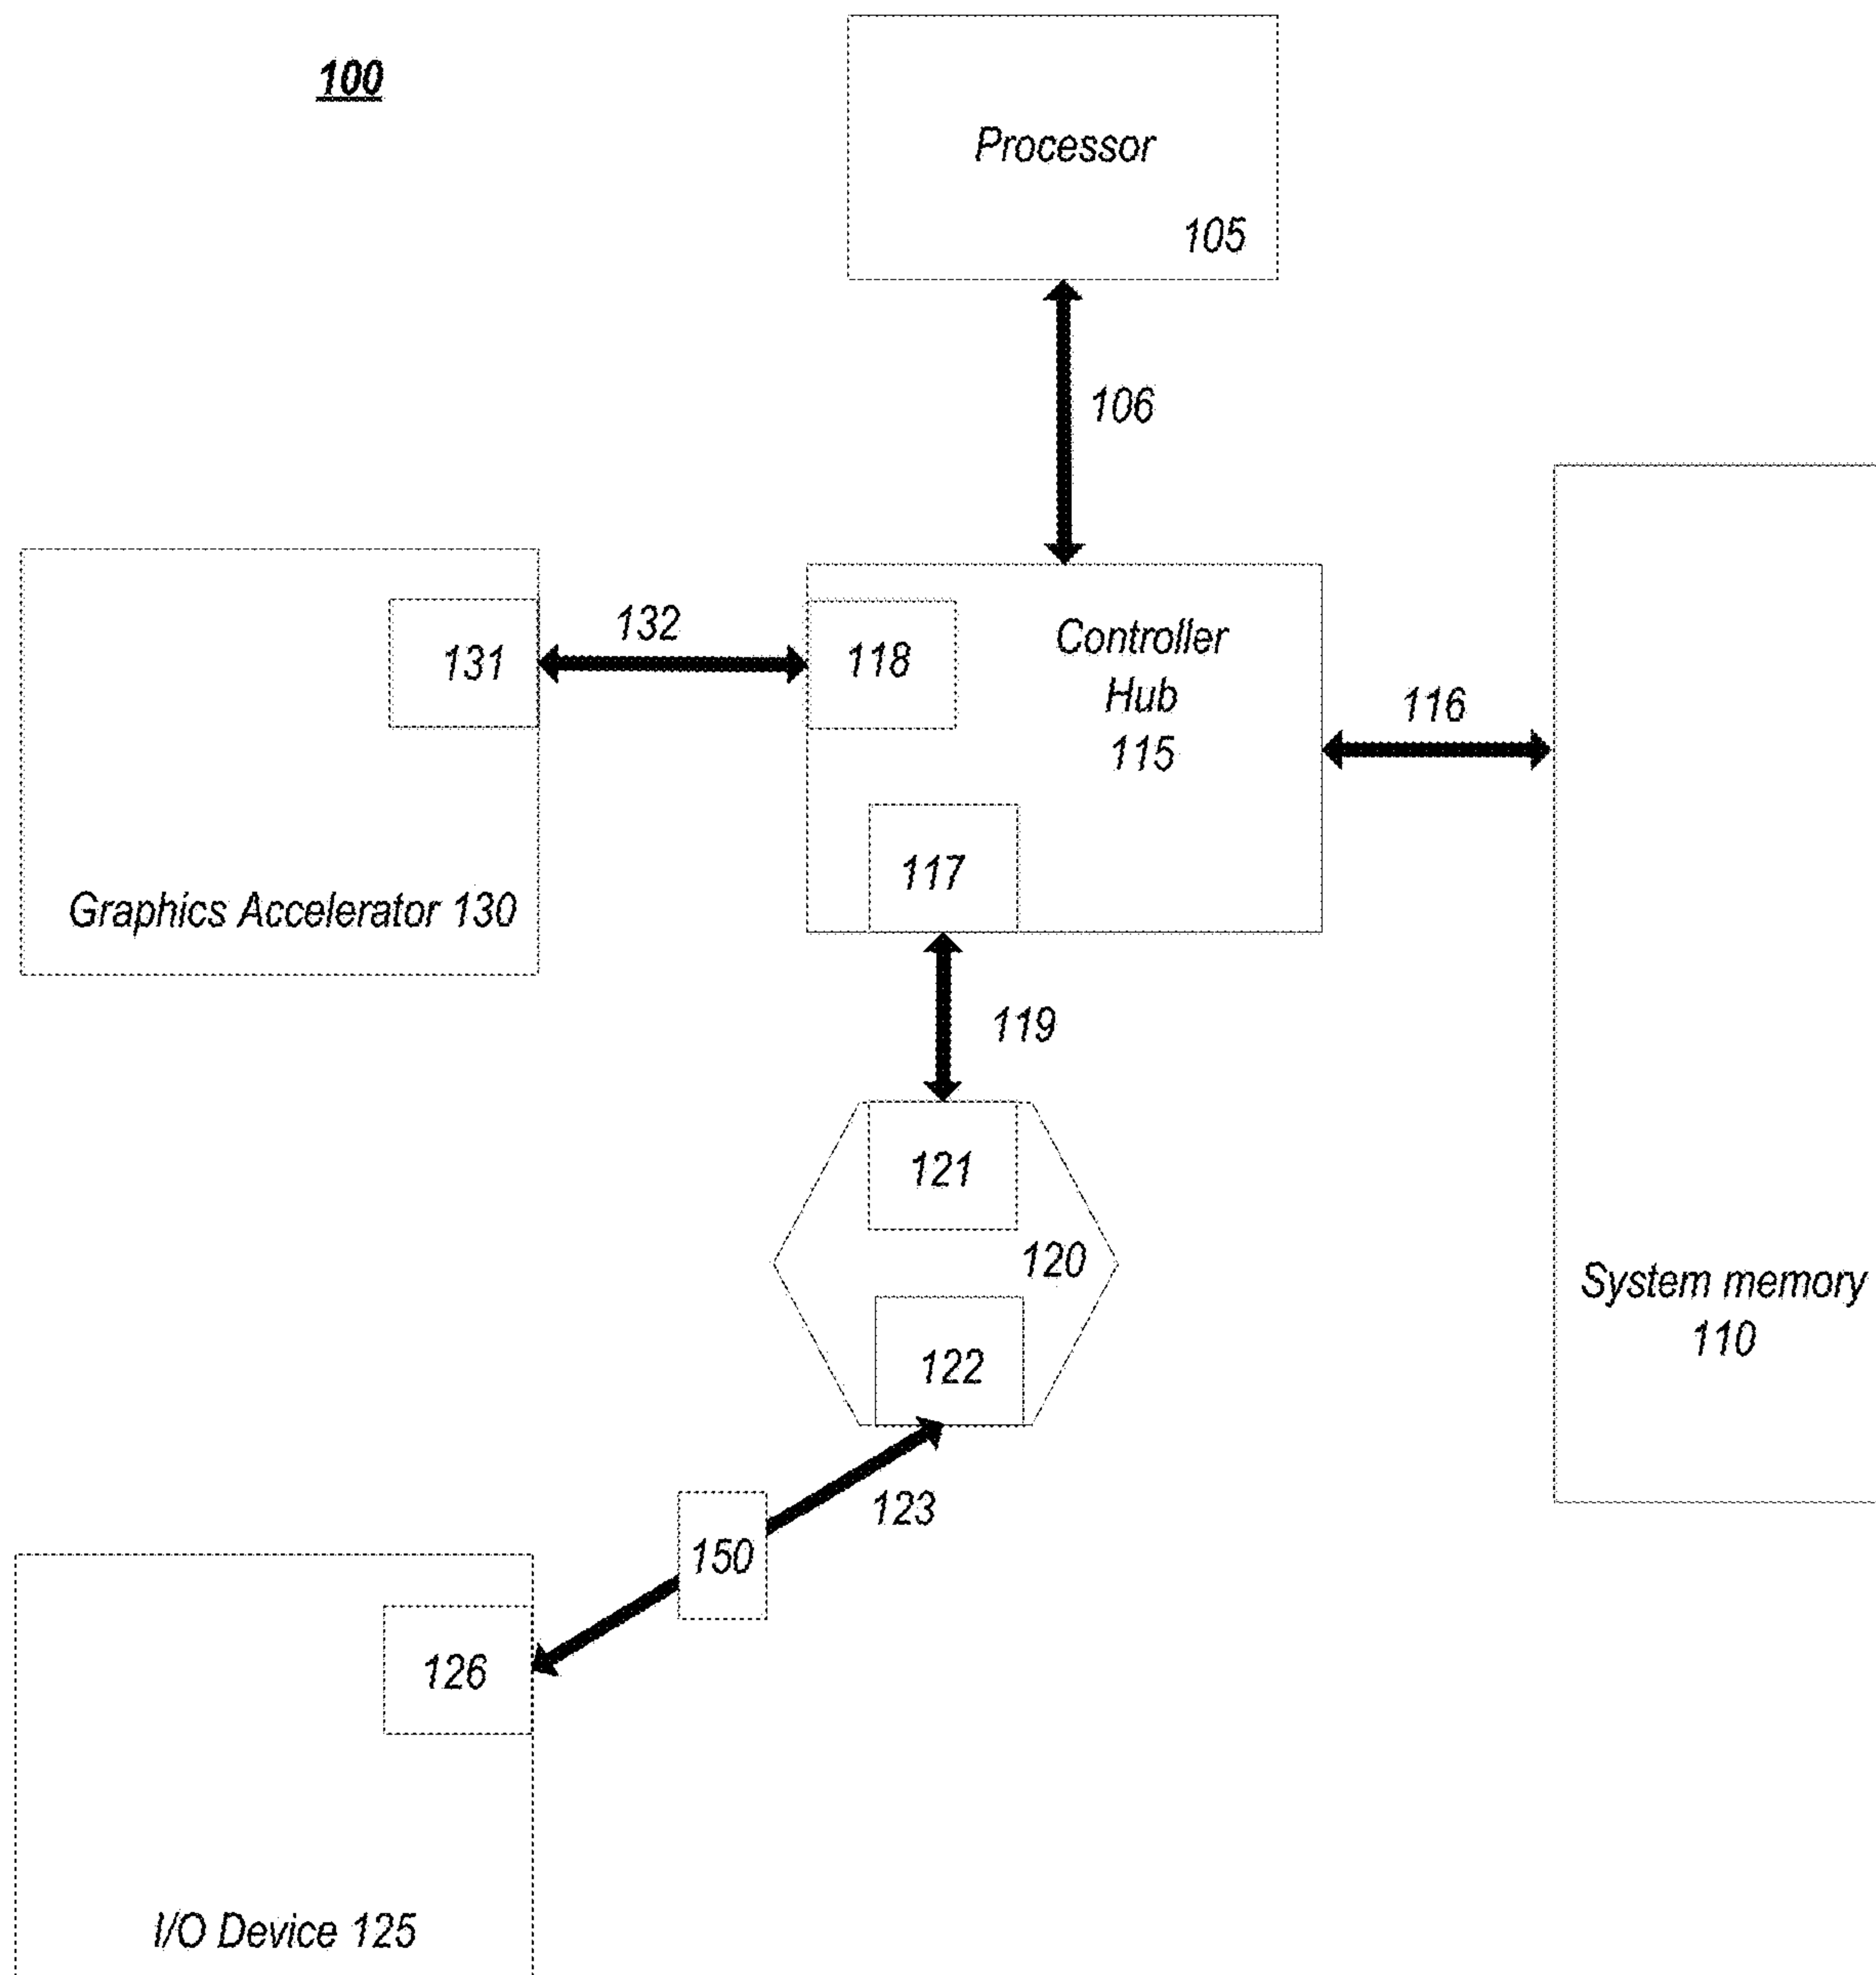 100
Processor
105
106
132
131
118
Controller
Hub
115
116
117
Graphics Accelerator 130
119
121
120
System memory
110
122
123
150
126
I/O Device 125